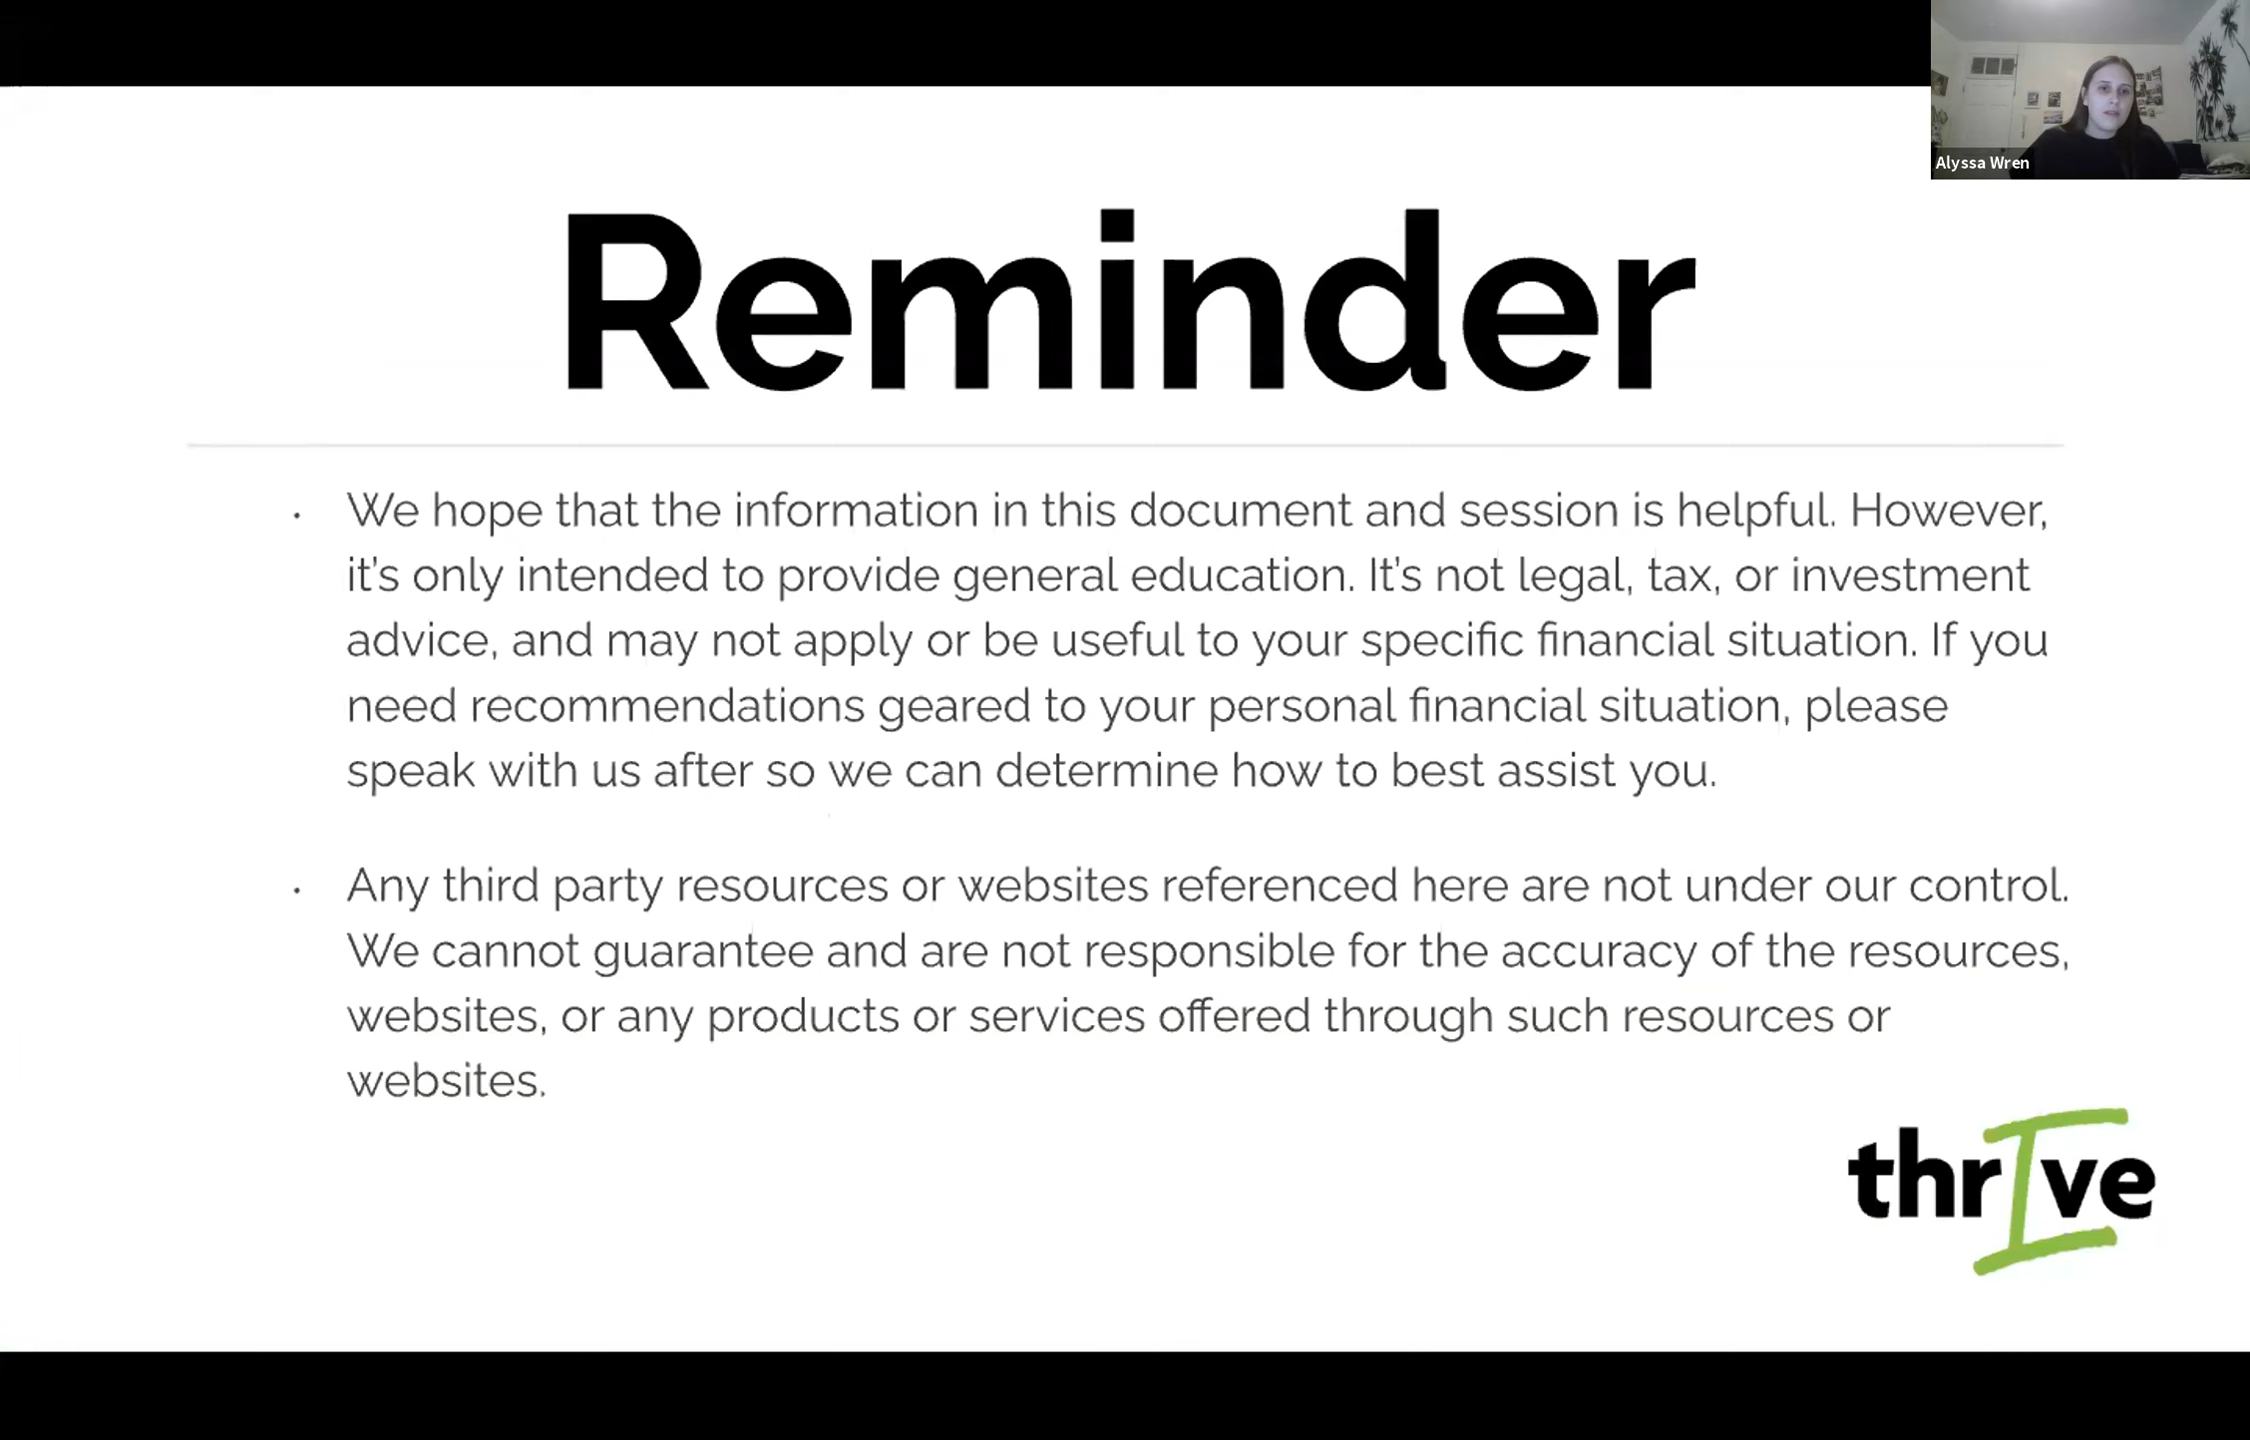 Alyssa Wren
Reminder
· We hope that the information in this document and session is helpful. However,
it's only intended to provide general education. It's not legal, tax, or investment
advice, and may not apply or be useful to your specific financial situation. If you
need recommendations geared to your personal financial situation, please
speak with us after so we can determine how to best assist you.
· Any third party resources or websites referenced here are not under our control.
We cannot guarantee and are not responsible for the accuracy of the resources,
websites, or any products or services offered through such resources or
websites.
thrIve